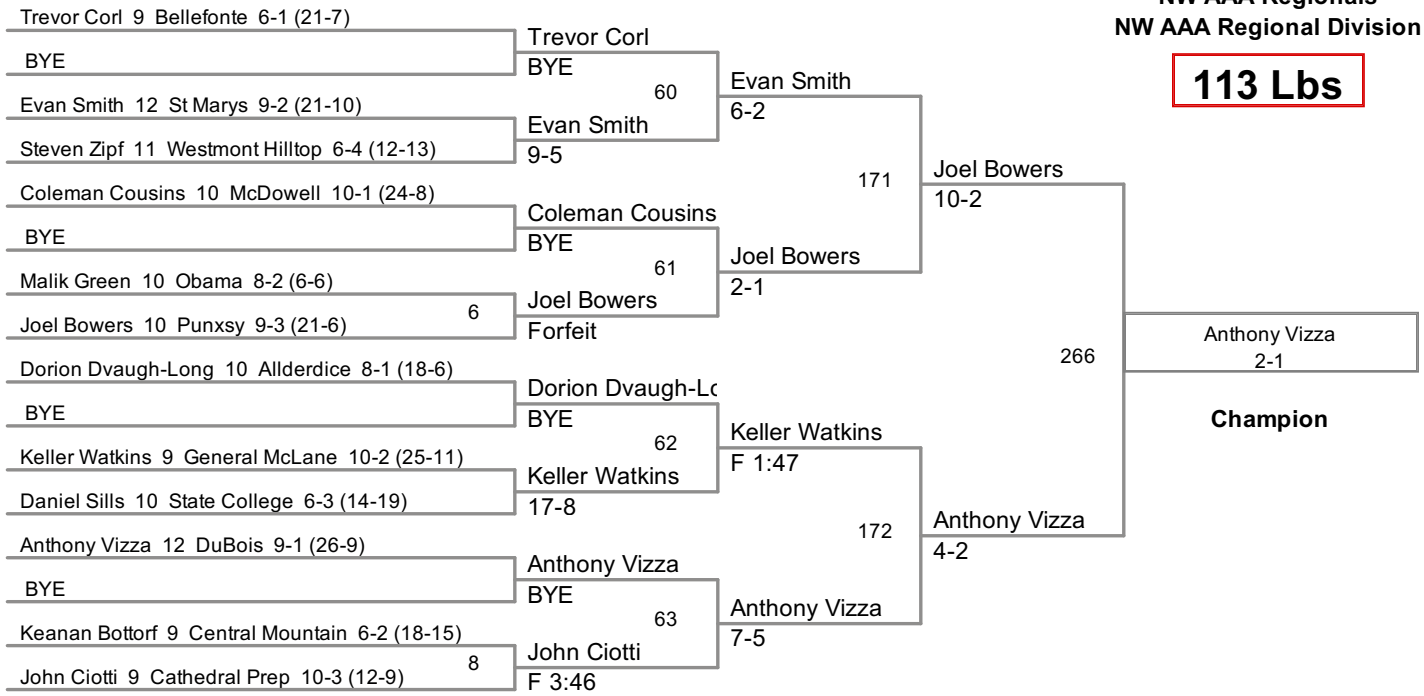 NW AAA Regionals
NW AAA Regional Division
113 Lbs
Trevor Corl 9 Bellefonte 6-1 (21-7)
BYE
Evan Smith 12 St Marys 9-2 (21-10)
Steven Zipf 11 Westmont Hilltop 6-4 (12-13)
Coleman Cousins 10 McDowell 10-1 (24-8)
BYE
Malik Green 10 Obama 8-2 (6-6)
6
Joel Bowers 10 Punxsy 9-3 (21-6)
Dorion Dvaugh-Long 10 Allderdice 8-1 (18-6)
BYE
Keller Watkins 9 General McLane 10-2 (25-11)
Daniel Sills 10 State College 6-3 (14-19)
Anthony Vizza 12 DuBois 9-1 (26-9)
BYE
Keanan Bottorf 9 Central Mountain 6-2 (18-15)
8
John Ciotti 9 Cathedral Prep 10-3 (12-9)
Trevor Corl
BYE
60
Evan Smith
9-5
Coleman Cousins
BYE
61
Joel Bowers
Forfeit
Dorion Dvaugh-Lo
BYE
62
Keller Watkins
17-8
Anthony Vizza
BYE
63
John Ciotti
F 3:46
Evan Smith
6-2
171
Joel Bowers
2-1
Keller Watkins
F 1:47
172
Anthony Vizza
7-5
Joel Bowers
10-2
266
Anthony Vizza
4-2
Anthony Vizza
2-1
Champion